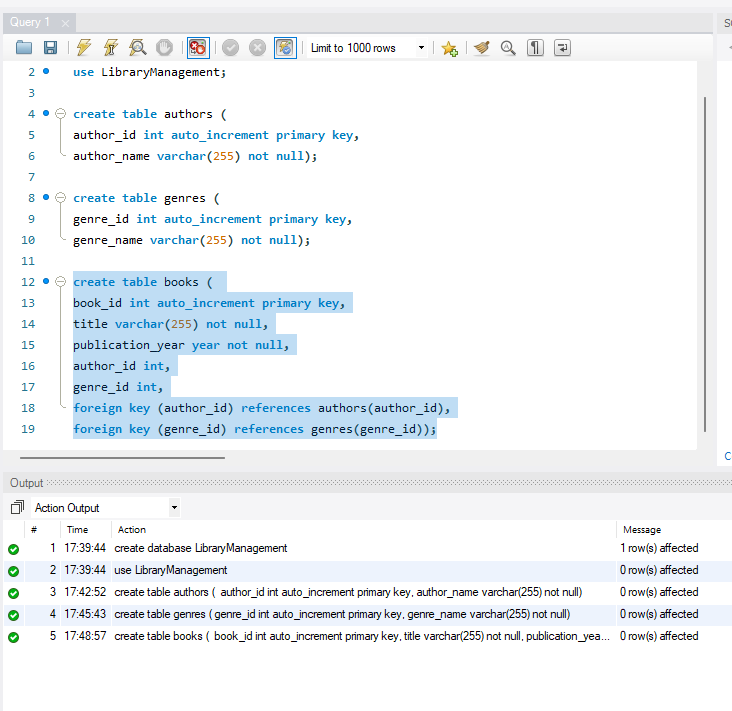 Query 1
Limit to 1000 rows
2 use LibraryManagement;
3
4 create table authors (
5 author_id int auto_increment primary key,
6 author_name varchar(255) not null);
7
8 create table genres (
9 genre_id int auto_increment primary key,
10 genre_name varchar(255) not null);
11
12 create table books (
13 book_id int auto_increment primary key,
14 title varchar(255) not null,
15 publication_year year not null,
16 author_id int,
17 genre_id int,
18 foreign key (author_id) references authors(author_id),
19 foreign key (genre_id) references genres(genre_id));
Output
Action Output
# Time Action Message
1 17:39:44 create database LibraryManagement 1 row(s) affected
2 17:39:44 use LibraryManagement 0 row(s) affected
3 17:42:52 create table authors ( author_id int auto_increment primary key, author_name varchar(255) not null) 0 row(s) affected
4 17:45:43 create table genres ( genre_id int auto_increment primary key, genre_name varchar(255) not null) 0 row(s) affected
5 17:48:57 create table books ( book_id int auto_increment primary key, title varchar(255) not null, publication_yea... 0 row(s) affected